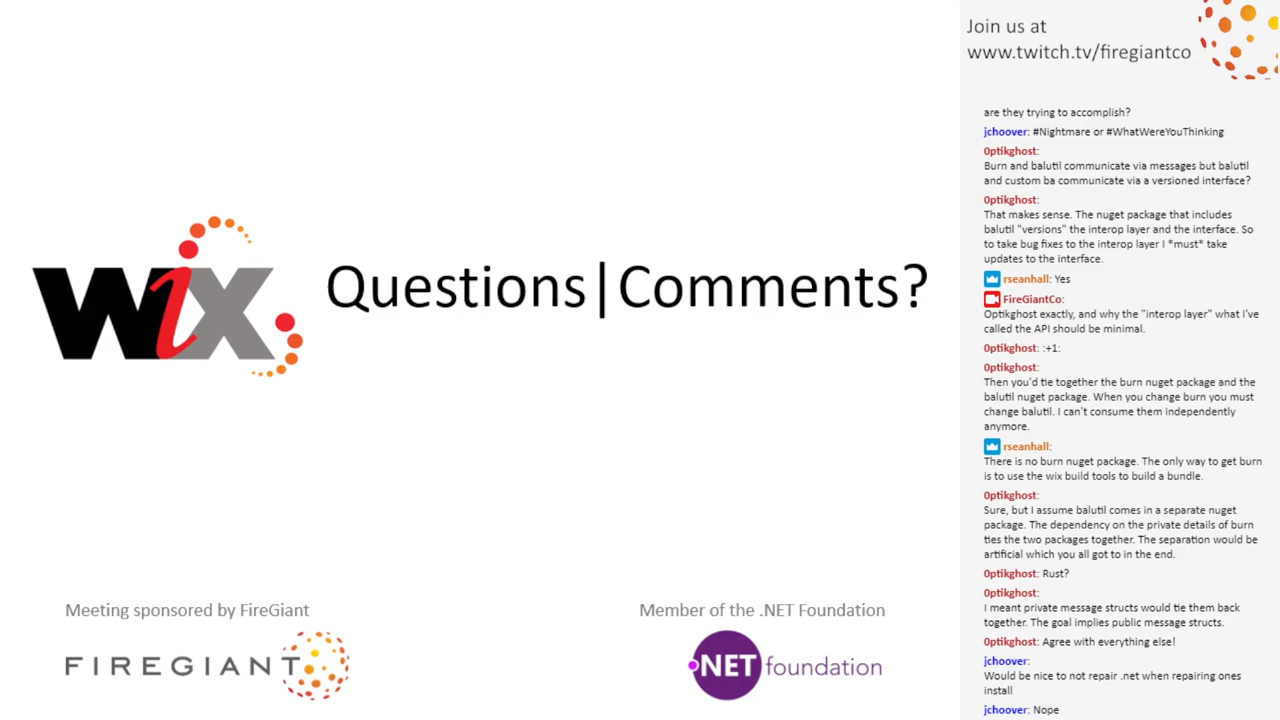 WiX
Questions|Comments?
Meeting sponsored by FireGiant
FIREGIANT
Member of the .NET Foundation
.NET foundation
Join us at
www.twitch.tv/firegiantco
are they trying to accomplish?
jchoover: #Nightmare or #WhatWereYouThinking
0ptikghost:
Burn and balutil communicate via messages but balutil
and custom ba communicate via a versioned interface?
0ptikghost:
That makes sense. The nuget package that includes
balutil "versions" the interop layer and the interface. So
to take bug fixes to the interop layer I *must* take
updates to the interface.
rseanhall: Yes
FireGiantCo:
Optikghost exactly, and why the "interop layer" what I've
called the API should be minimal.
0ptikghost: :+1:
0ptikghost:
Then you'd tie together the burn nuget package and the
balutil nuget package. When you change burn you must
change balutil. I can't consume them independently
anymore.
rseanhall:
There is no burn nuget package. The only way to get burn
is to use the wix build tools to build a bundle.
0ptikghost:
Sure, but I assume balutil comes in a separate nuget
package. The dependency on the private details of burn
ties the two packages together. The separation would be
artificial which you all got to in the end.
0ptikghost: Rust?
0ptikghost:
I meant private message structs would tie them back
together. The goal implies public message structs.
0ptikghost: Agree with everything else!
jchoover:
Would be nice to not repair .net when repairing ones
install
jchoover: Nope